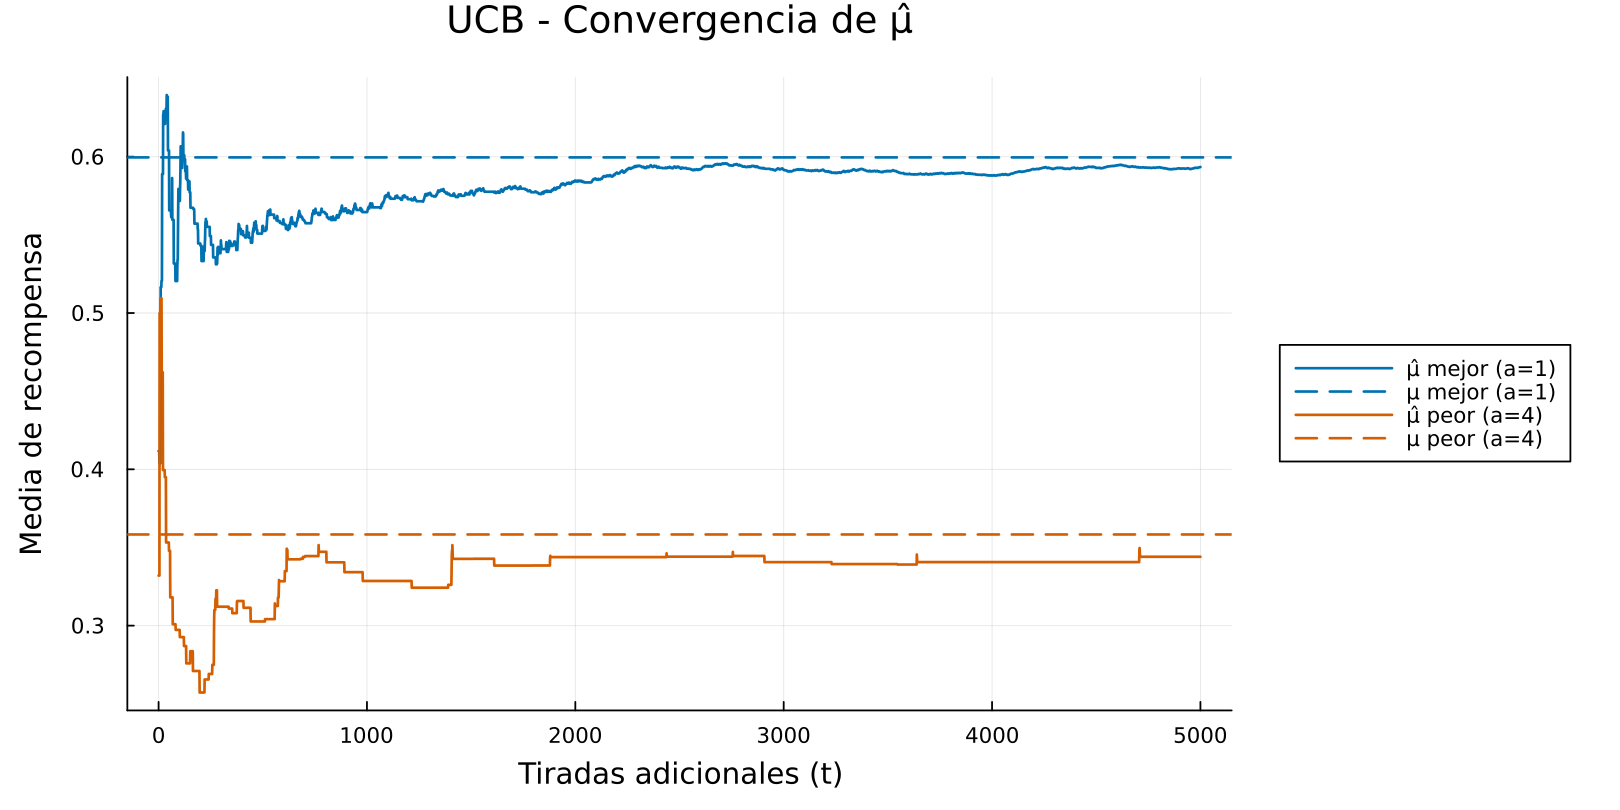 UCB - Convergencia de μ̂
Media de recompensa
0.6
0.5
0.4
0.3
0
1000
2000
3000
4000
5000
Tiradas adicionales (t)
μ̂ mejor (a=1)
μ mejor (a=1)
μ̂ peor (a=4)
μ peor (a=4)